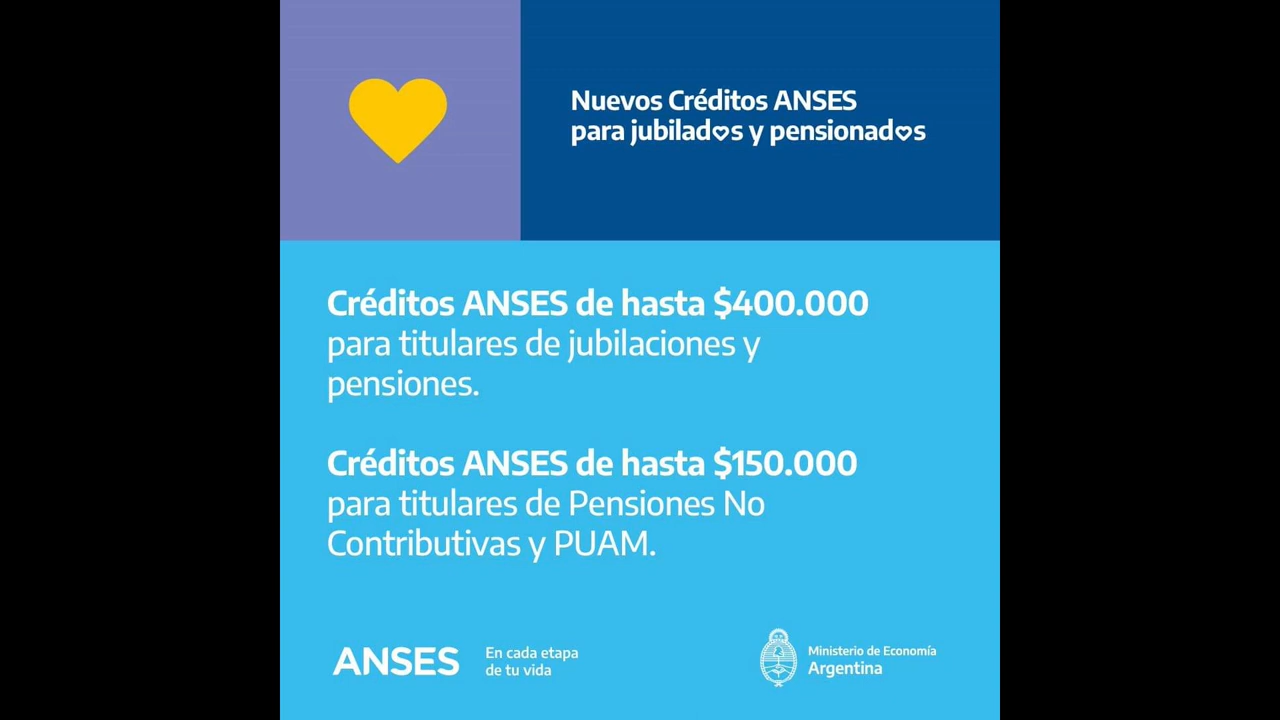 Nuevos Créditos ANSES
para jubilad♡s y pensionad♡s
Créditos ANSES de hasta $400.000
para titulares de jubilaciones y
pensiones.
Créditos ANSES de hasta $150.000
para titulares de Pensiones No
Contributivas y PUAM.
ANSES
En cada etapa
de tu vida
Ministerio de Economía
Argentina